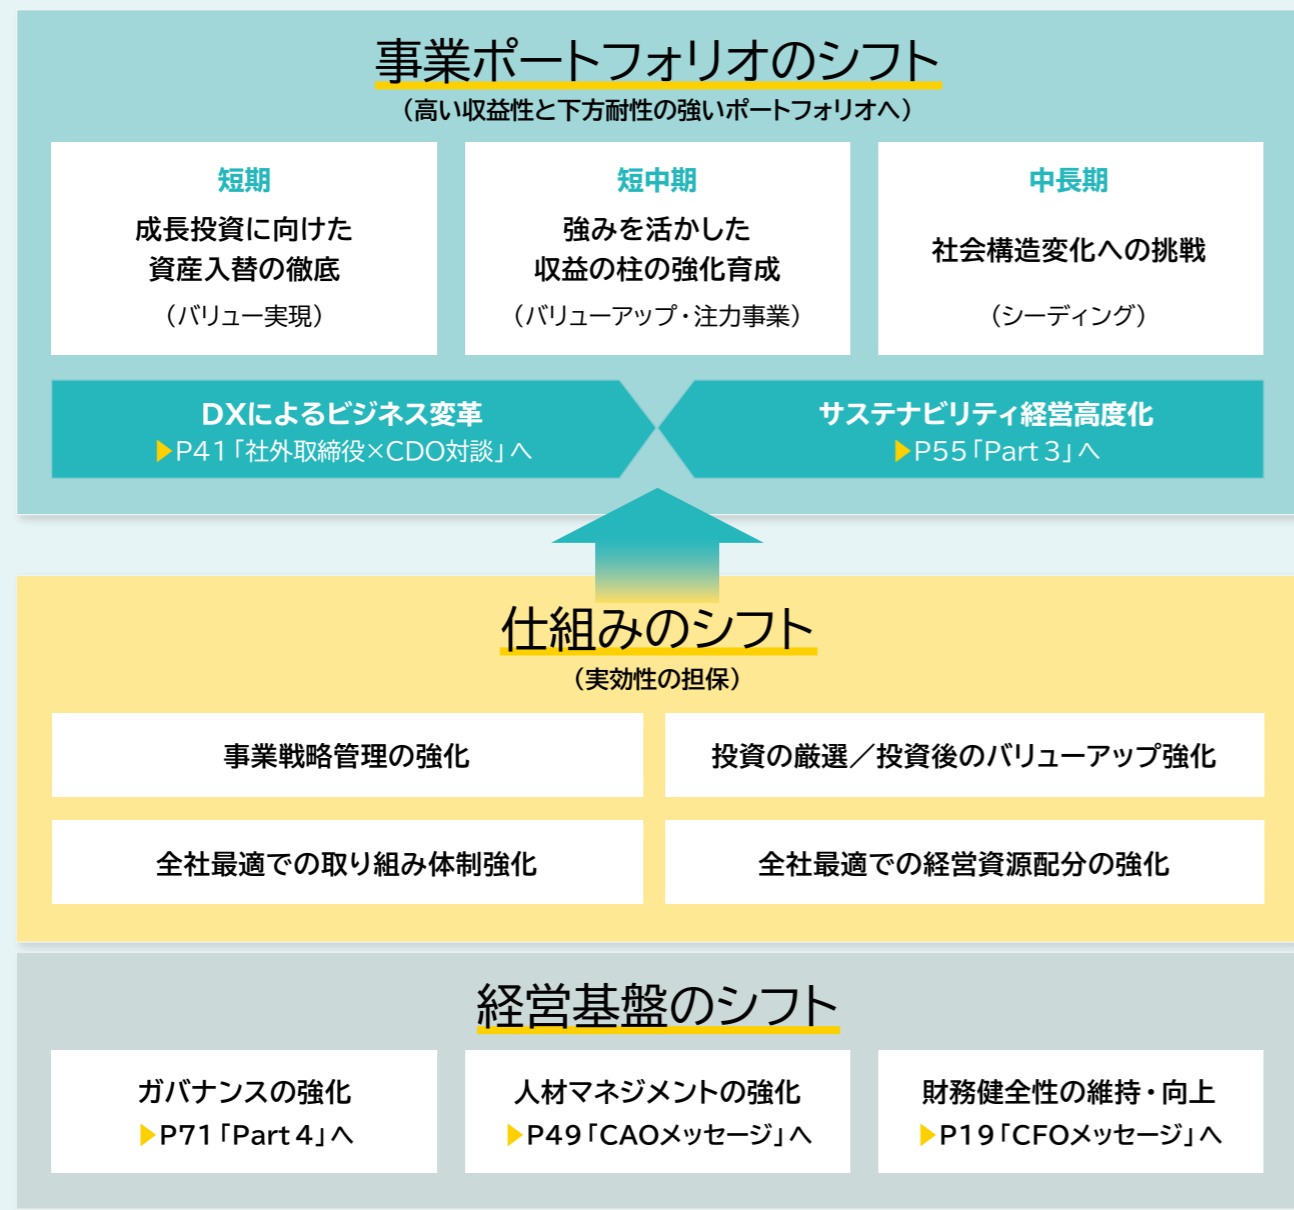 事業ポートフォリオのシフト
（高い収益性と下方耐性の強いポートフォリオへ）
短期
成長投資に向けた
資産入替の徹底
（バリュー実現）
短中期
強みを活かした
収益の柱の強化育成
（バリューアップ・注力事業）
中長期
社会構造変化への挑戦
（シーディング）
DXによるビジネス変革
▶P41「社外取締役×CDO対談」へ
サステナビリティ経営高度化
▶P55「Part 3」へ
仕組みのシフト
（実効性の担保）
事業戦略管理の強化
投資の厳選／投資後のバリューアップ強化
全社最適での取り組み体制強化
全社最適での経営資源配分の強化
経営基盤のシフト
ガバナンスの強化
▶P71「Part 4」へ
人材マネジメントの強化
▶P49「CAOメッセージ」へ
財務健全性の維持・向上
▶P19「CFOメッセージ」へ